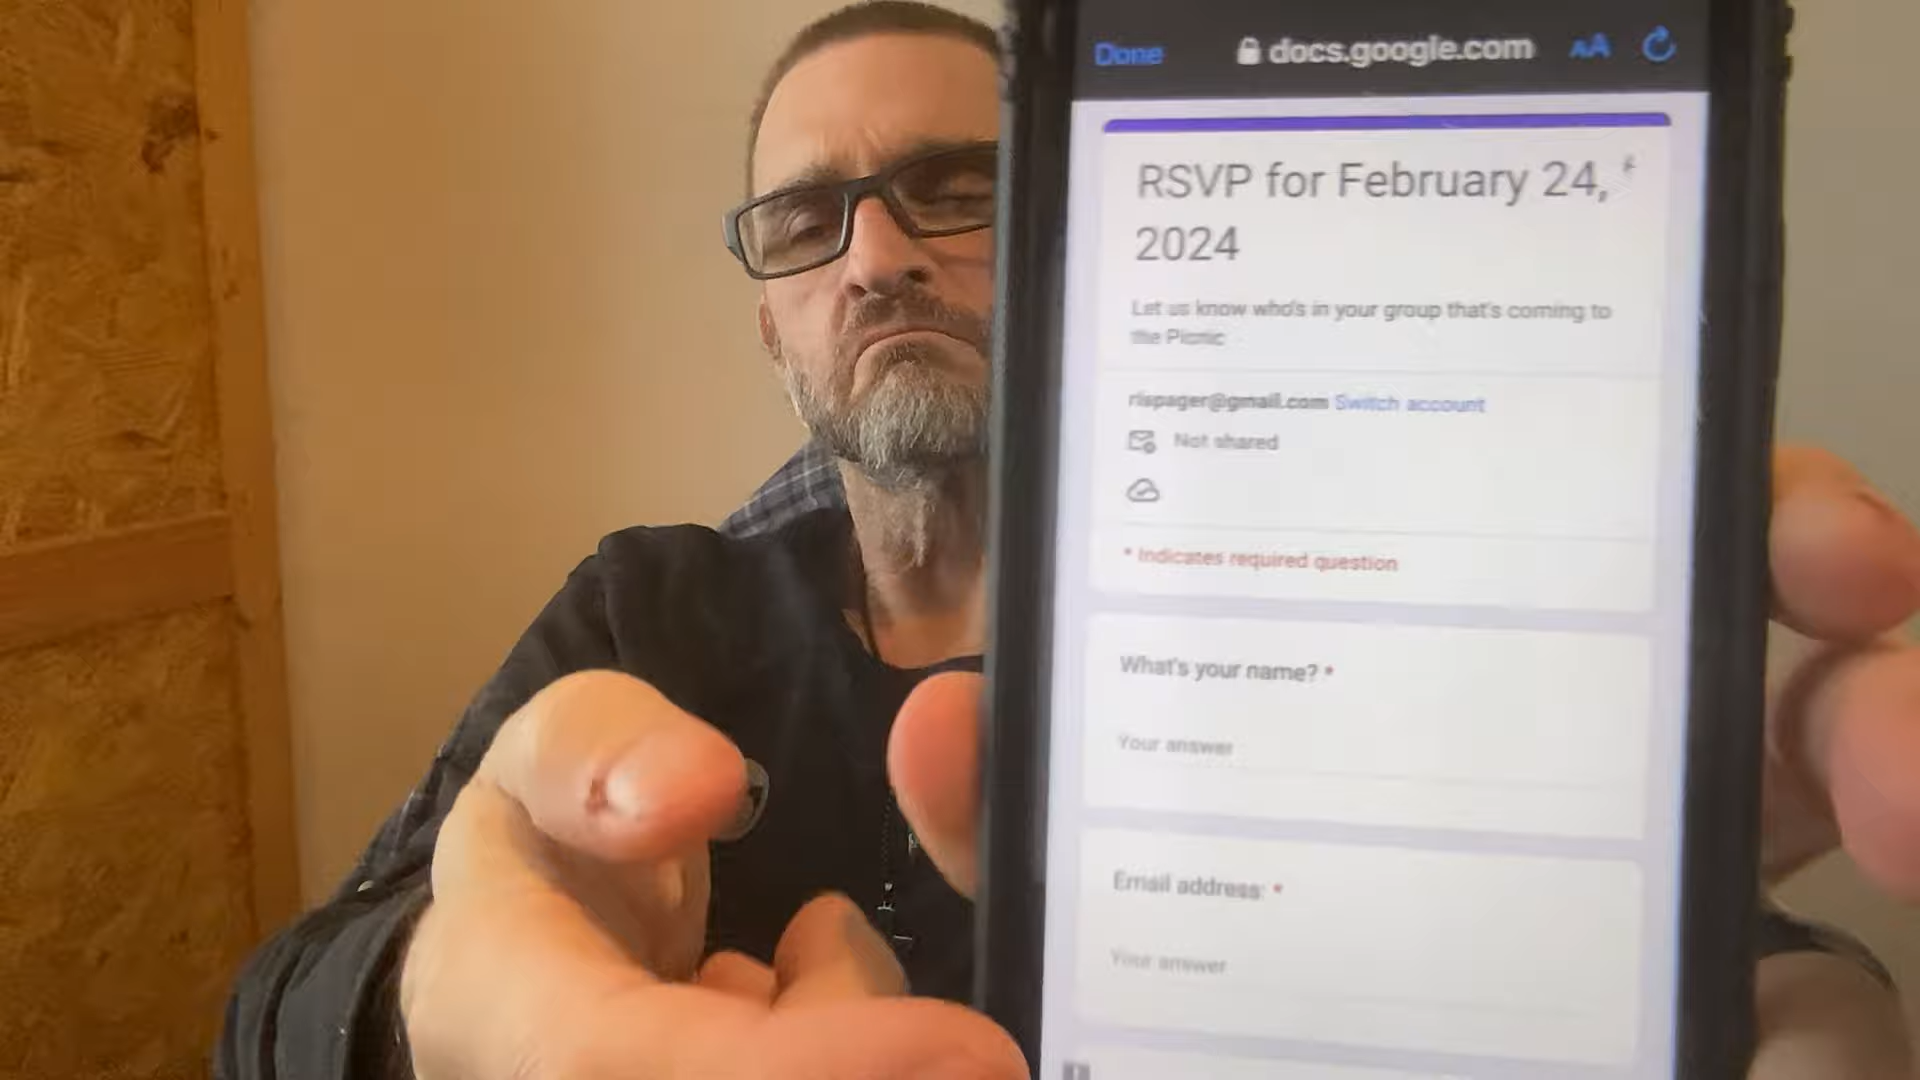 Done docs.google.com AA
RSVP for February 24,
2024
Let us know who's in your group that's coming to
the Picnic
rispager@gmail.com Switch account
Not shared
* Indicates required question
What's your name? *
Your answer
Email address: *
Your answer